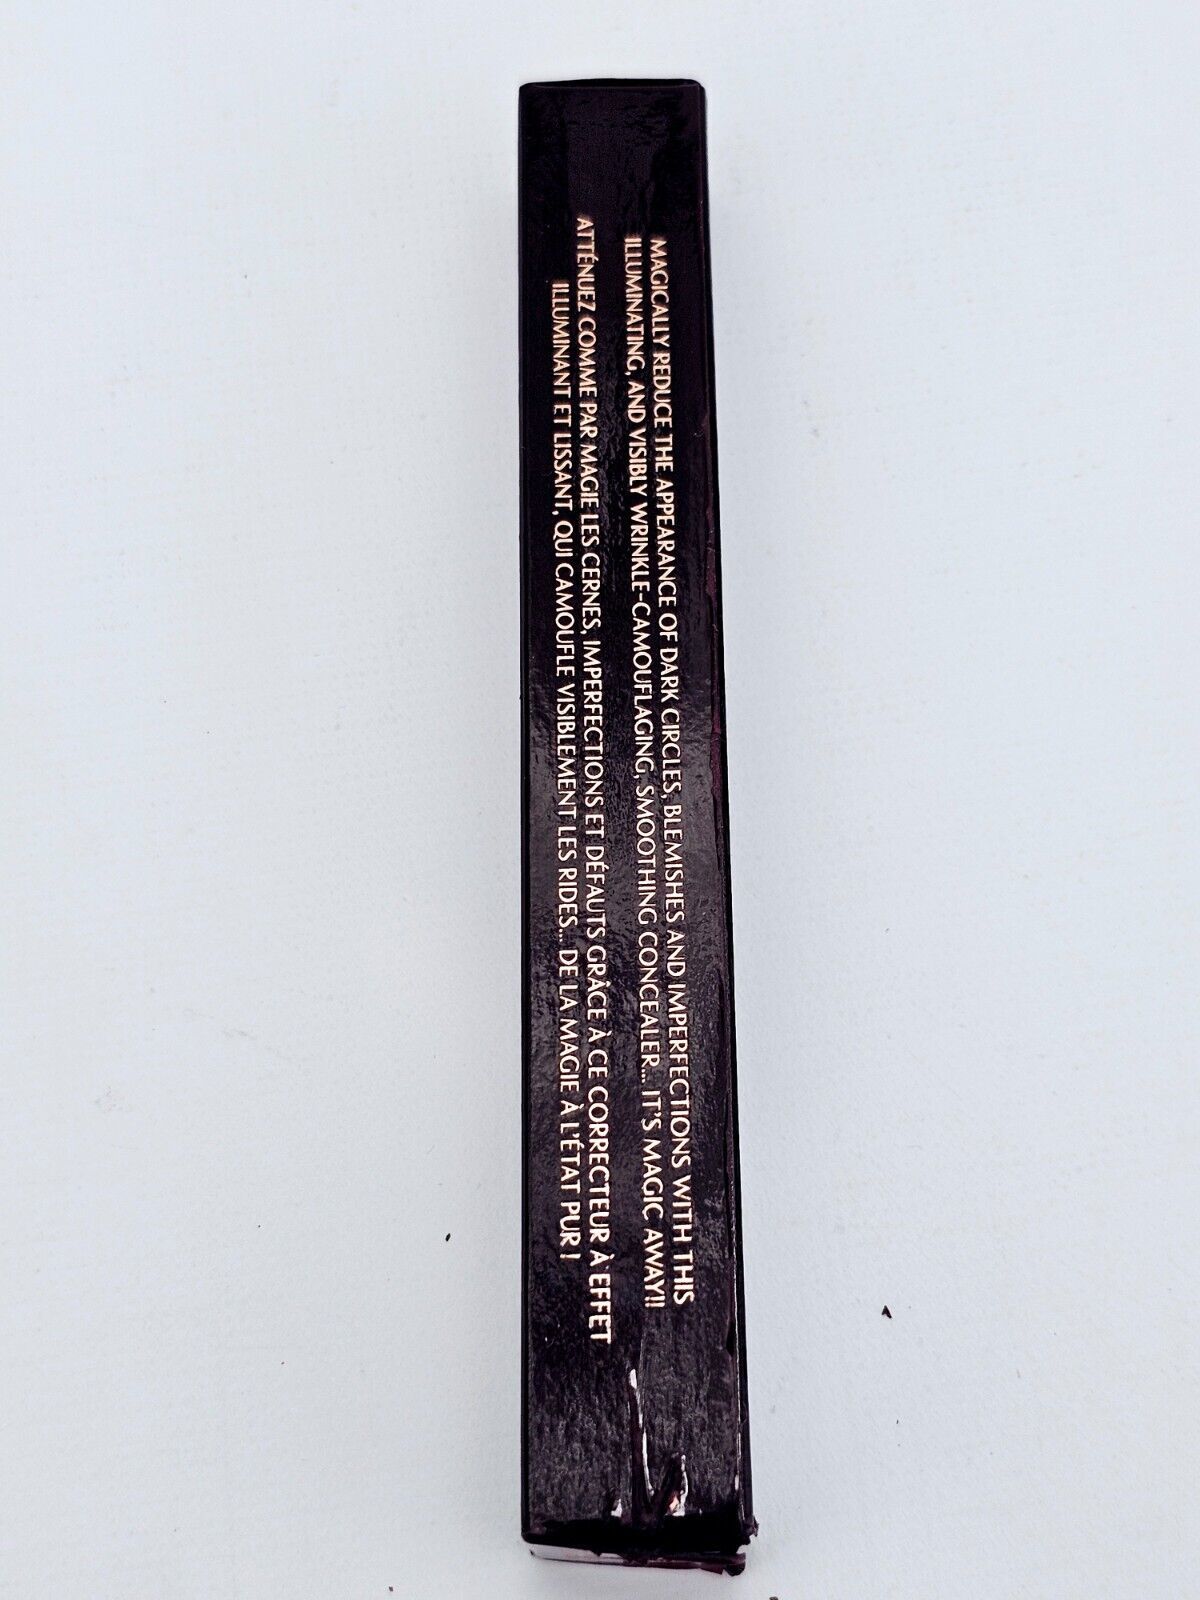 MAGICALLY REDUCE THE APPEARANCE OF DARK CIRCLES, BLEMISHES AND IMPERFECTIONS WITH THIS
ILLUMINATING, AND VISIBLY WRINKLE-CAMOUFLAGING, SMOOTHING CONCEALER... IT'S MAGIC AWAY!!
ATTÉNUEZ COMME PAR MAGIE LES CERNES, IMPERFECTIONS ET DÉFAUTS GRÂCE À CE CORRECTEUR À EFFET
ILLUMINANT ET LISSANT, QUI CAMOUFLE VISIBLEMENT LES RIDES... DE LA MAGIE À L'ÉTAT PUR !